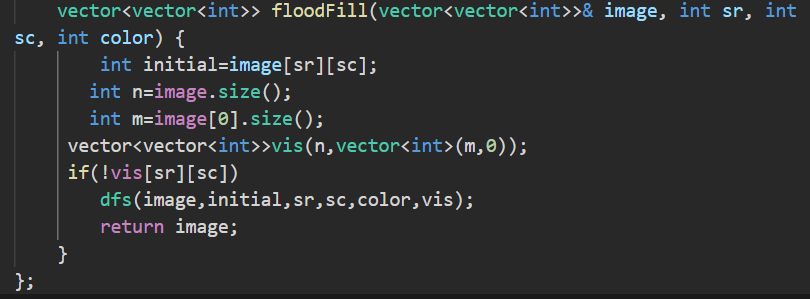 vector<vector<int>> floodFill(vector<vector<int>>& image, int sr, int
sc, int color) {
int initial=image[sr][sc];
int n=image.size();
int m=image[0].size();
vector<vector<int>>vis(n,vector<int>(m,0));
if(!vis[sr][sc])
dfs(image,initial,sr,sc,color,vis);
return image;
}
};